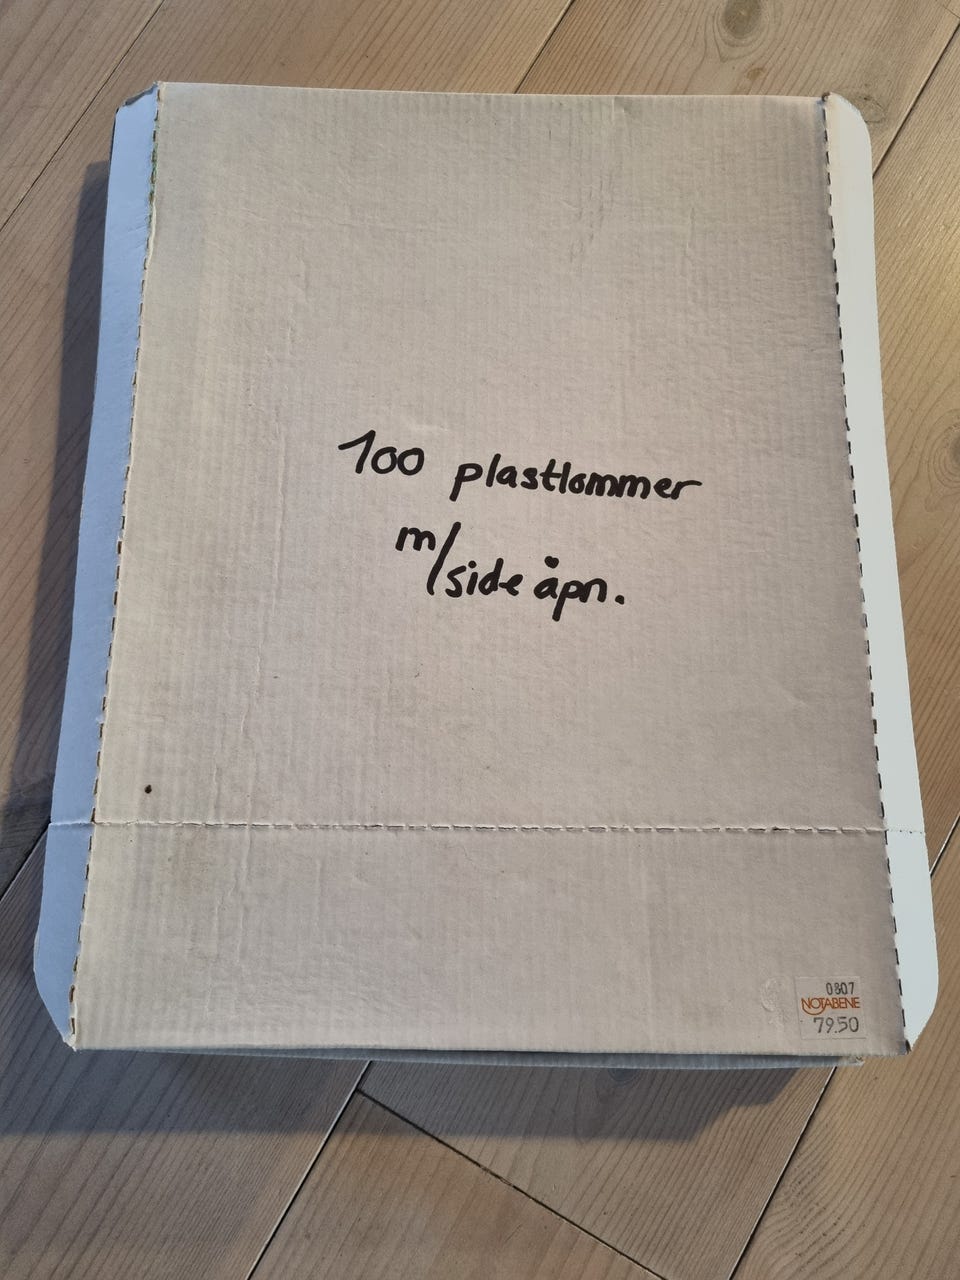 100 plastlommer
m/side åpn.
0807
NOTABENE
79.50